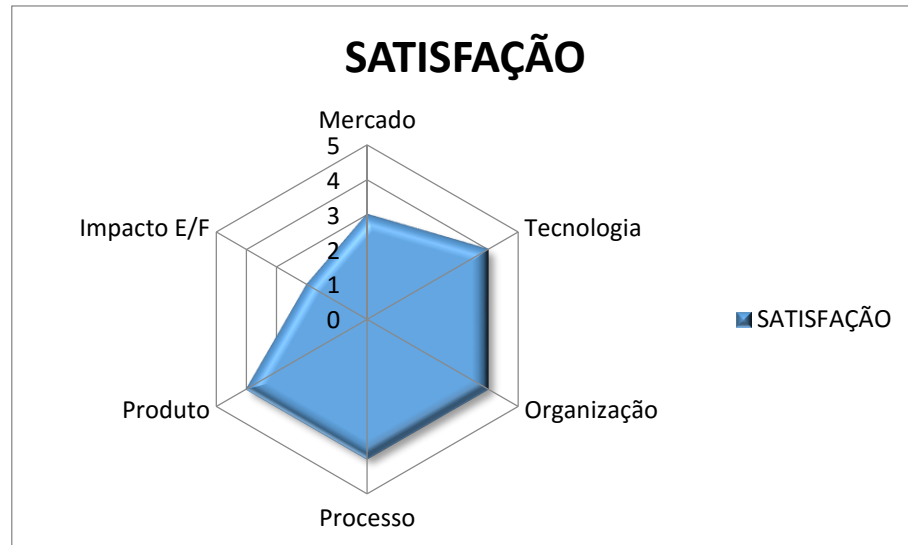 SATISFAÇÃO
Mercado
5
4
3
2
1
0
Impacto E/F
Tecnologia
Produto
Organização
Processo
SATISFAÇÃO